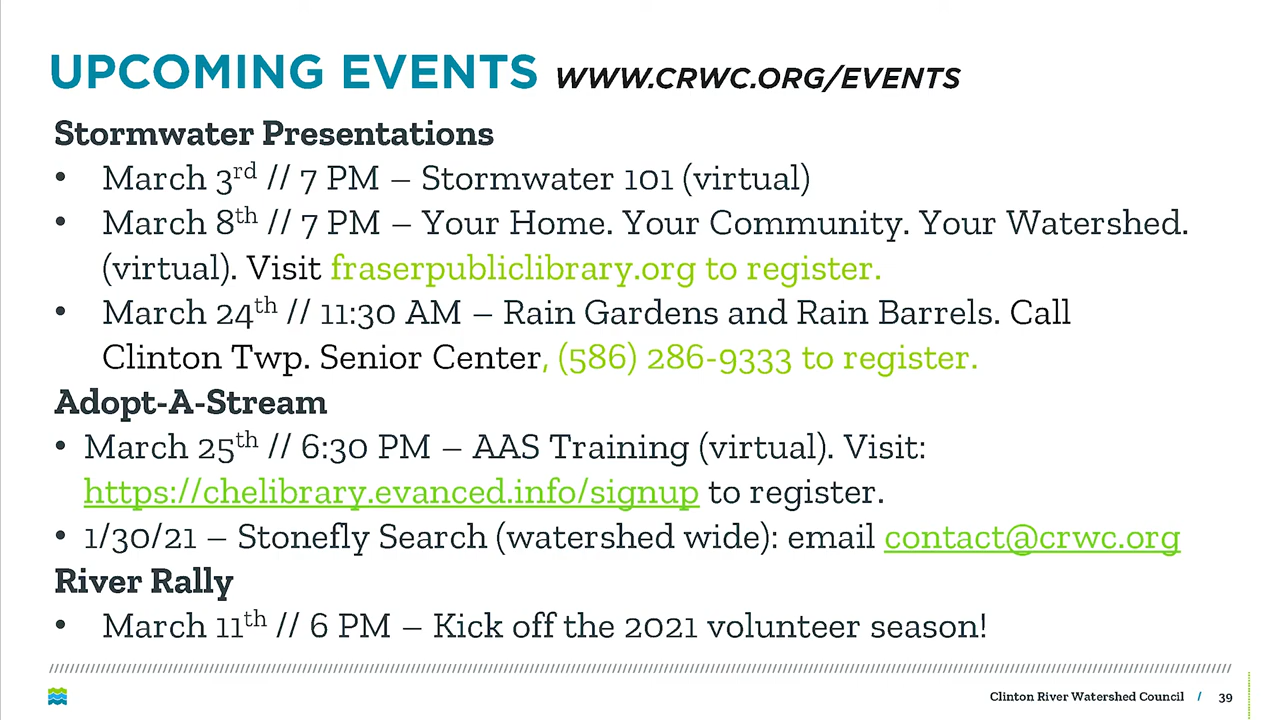 UPCOMING EVENTS WWW.CRWC.ORG/EVENTS
Stormwater Presentations
• March 3rd // 7 PM – Stormwater 101 (virtual)
• March 8th // 7 PM – Your Home. Your Community. Your Watershed.
(virtual). Visit fraserpubliclibrary.org to register.
• March 24th // 11:30 AM – Rain Gardens and Rain Barrels. Call
Clinton Twp. Senior Center, (586) 286-9333 to register.
Adopt-A-Stream
• March 25th // 6:30 PM – AAS Training (virtual). Visit:
https://chelibrary.evanced.info/signup to register.
• 1/30/21 – Stonefly Search (watershed wide): email contact@crwc.org
River Rally
• March 11th // 6 PM – Kick off the 2021 volunteer season!
Clinton River Watershed Council / 39